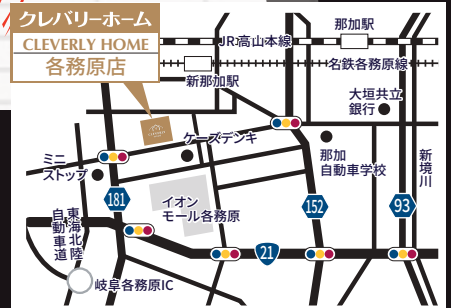 クレバリーホーム
CLEVERLY HOME
各務原店
那加駅
JR高山本線
名鉄各務原線
新那加駅
大垣共立
銀行
ケーズデンキ
那加
自動車学校
新境川
ミニ
ストップ
181
イオン
モール各務原
152
93
東海北陸
自動車道
21
岐阜各務原IC